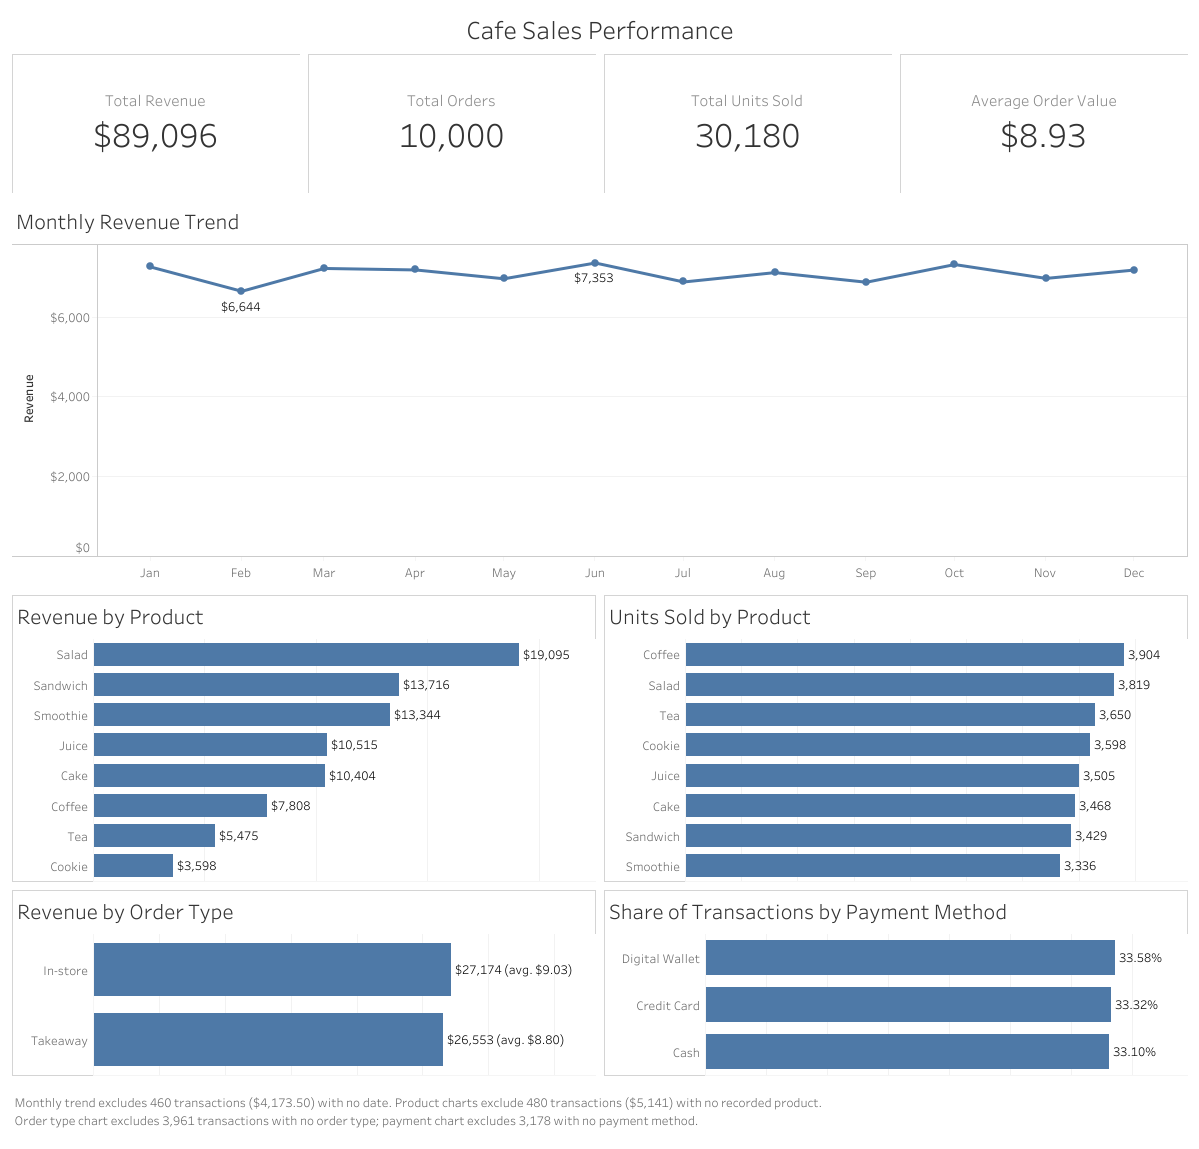 Cafe Sales Performance
Total Revenue
$89,096
Total Orders
10,000
Total Units Sold
30,180
Average Order Value
$8.93
Monthly Revenue Trend
Revenue
$6,000
$4,000
$2,000
$0
$6,644
$7,353
Jan Feb Mar Apr May Jun Jul Aug Sep Oct Nov Dec
Revenue by Product
Salad $19,095
Sandwich $13,716
Smoothie $13,344
Juice $10,515
Cake $10,404
Coffee $7,808
Tea $5,475
Cookie $3,598
Units Sold by Product
Coffee 3,904
Salad 3,819
Tea 3,650
Cookie 3,598
Juice 3,505
Cake 3,468
Sandwich 3,429
Smoothie 3,336
Revenue by Order Type
In-store $27,174 (avg. $9.03)
Takeaway $26,553 (avg. $8.80)
Share of Transactions by Payment Method
Digital Wallet 33.58%
Credit Card 33.32%
Cash 33.10%
Monthly trend excludes 460 transactions ($4,173.50) with no date. Product charts exclude 480 transactions ($5,141) with no recorded product.
Order type chart excludes 3,961 transactions with no order type; payment chart excludes 3,178 with no payment method.